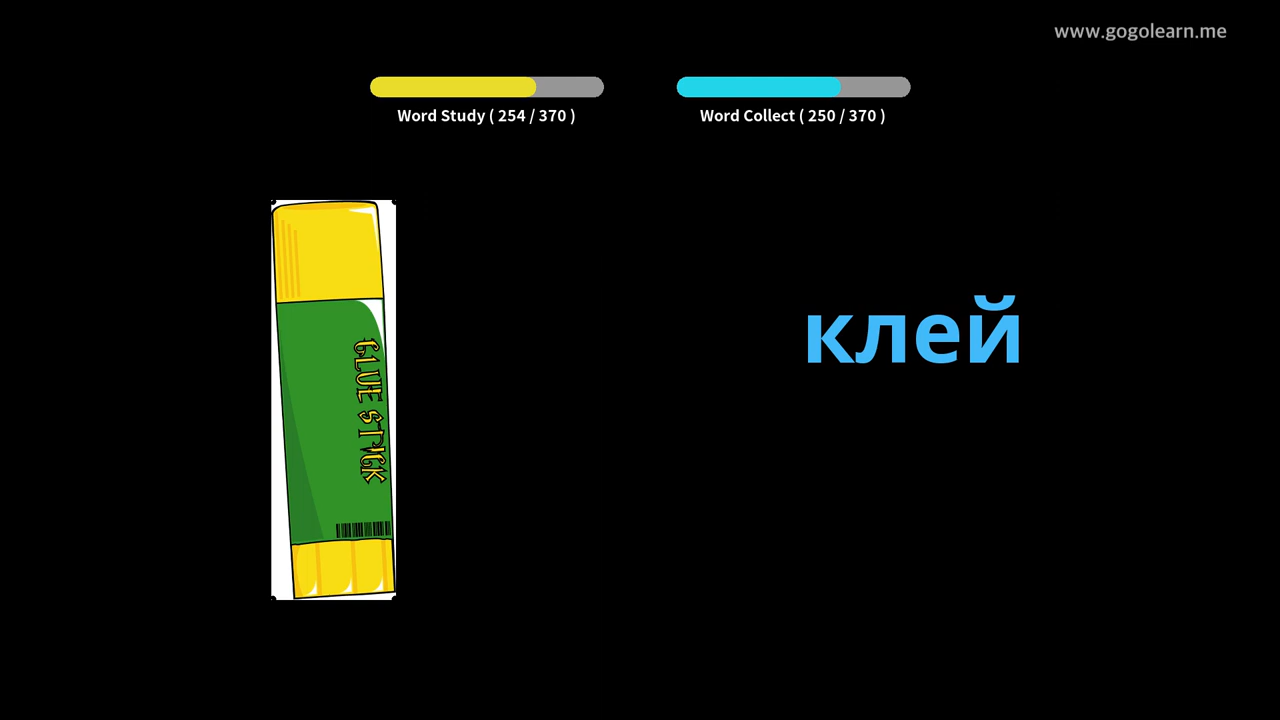 www.gogolearn.me
Word Study ( 254 / 370 )
Word Collect ( 250 / 370 )
клей
GLUE STICK